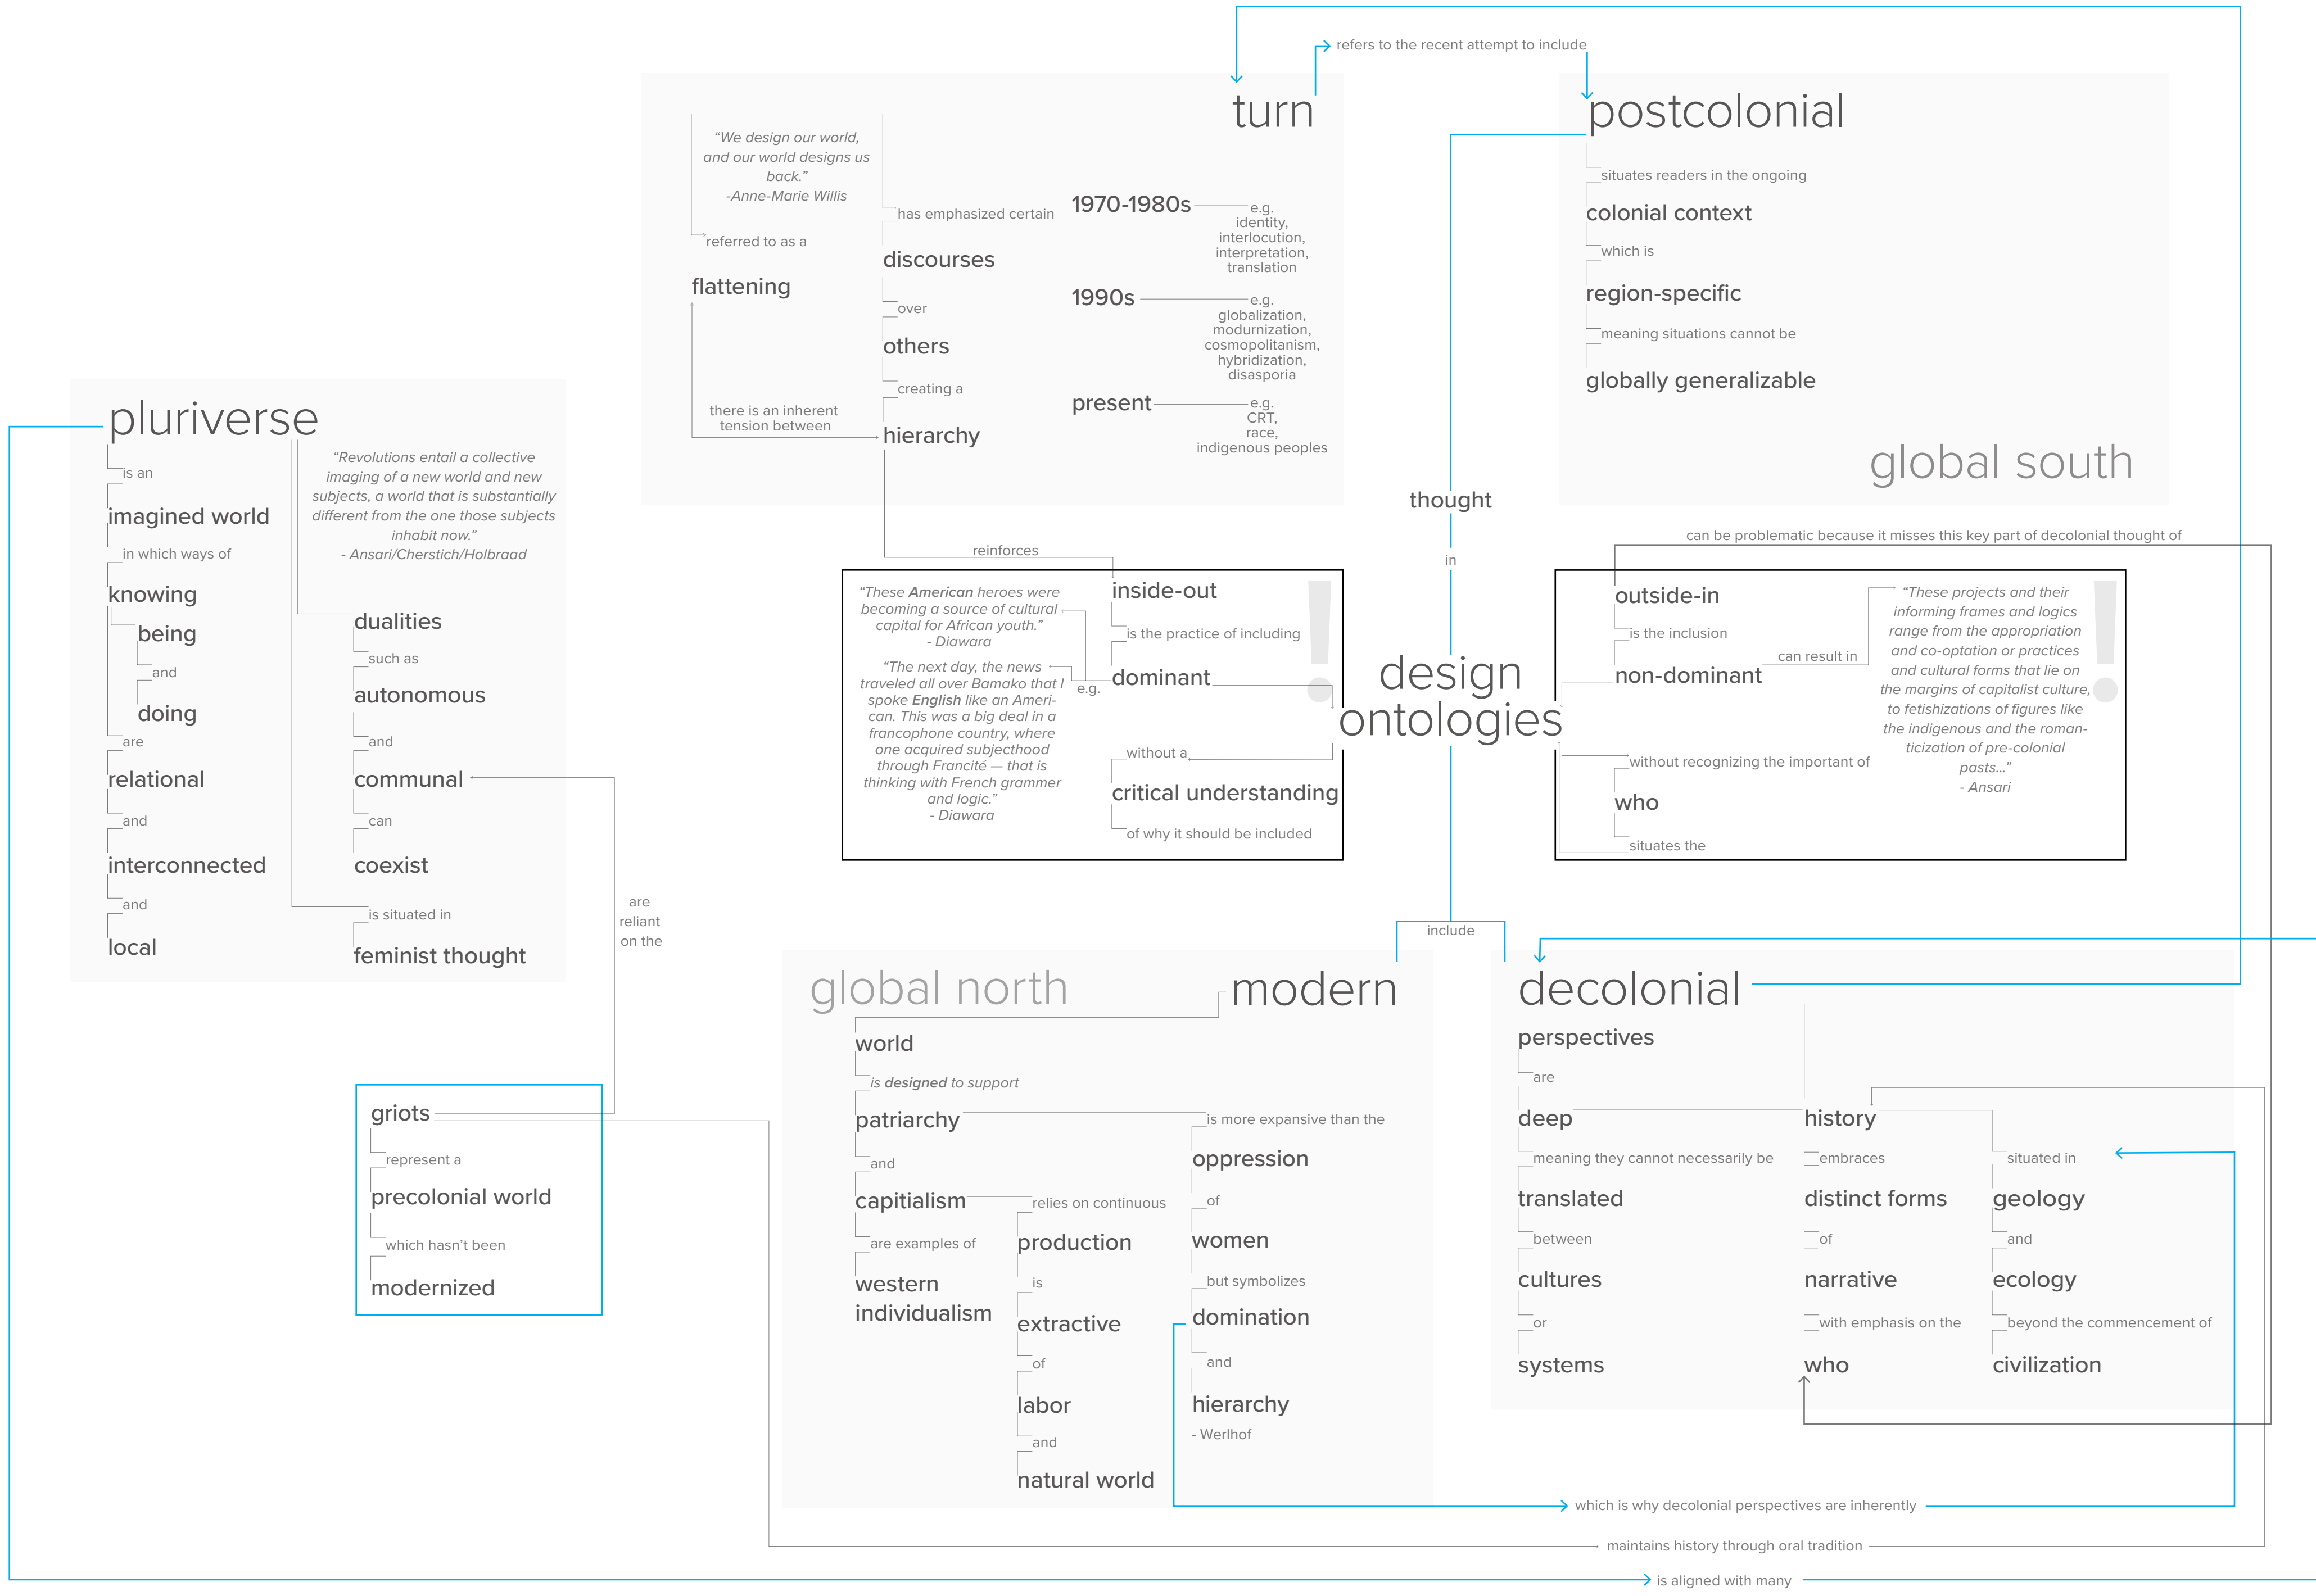 refers to the recent attempt to include
turn
“We design our world,
and our world designs us
back.”
-Anne-Marie Willis
referred to as a
flattening
there is an inherent
tension between
has emphasized certain
discourses
over
others
creating a
hierarchy
1970-1980s
e.g.
identity,
interlocution,
interpretation,
translation
1990s
e.g.
globalization,
modurnization,
cosmopolitanism,
hybridization,
disasporia
present
e.g.
CRT,
race,
indigenous peoples
postcolonial
situates readers in the ongoing
colonial context
which is
region-specific
meaning situations cannot be
globally generalizable
global south
pluriverse
is an
imagined world
in which ways of
knowing
being
and
doing
are
relational
and
interconnected
and
local
“Revolutions entail a collective
imaging of a new world and new
subjects, a world that is substantially
different from the one those subjects
inhabit now.”
- Ansari/Cherstich/Holbraad
dualities
such as
autonomous
and
communal
can
coexist
is situated in
feminist thought
are
reliant
on the
thought
in
design
ontologies
include
reinforces
“These American heroes were
becoming a source of cultural
capital for African youth.”
- Diawara
“The next day, the news
traveled all over Bamako that I
spoke English like an Ameri-
can. This was a big deal in a
francophone country, where
one acquired subjecthood
through Francité — that is
thinking with French grammer
and logic.”
- Diawara
e.g.
inside-out
is the practice of including
dominant
without a
critical understanding
of why it should be included
!
can be problematic because it misses this key part of decolonial thought of
outside-in
is the inclusion
non-dominant
can result in
without recognizing the important of
who
situates the
“These projects and their
informing frames and logics
range from the appropriation
and co-optation or practices
and cultural forms that lie on
the margins of capitalist culture,
to fetishizations of figures like
the indigenous and the roman-
ticization of pre-colonial
pasts...”
- Ansari
!
griots
represent a
precolonial world
which hasn’t been
modernized
global north
modern
world
is designed to support
patriarchy
and
capitialism
are examples of
western
individualism
relies on continuous
production
is
extractive
of
labor
and
natural world
is more expansive than the
oppression
of
women
but symbolizes
domination
and
hierarchy
- Werlhof
decolonial
perspectives
are
deep
meaning they cannot necessarily be
translated
between
cultures
or
systems
history
embraces
distinct forms
of
narrative
with emphasis on the
who
situated in
geology
and
ecology
beyond the commencement of
civilization
which is why decolonial perspectives are inherently
maintains history through oral tradition
is aligned with many